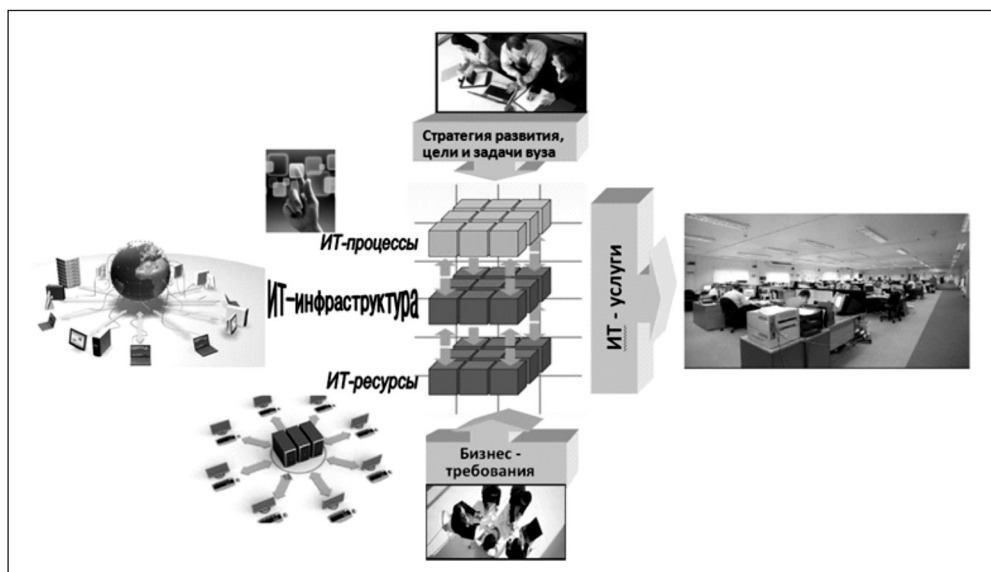 Стратегия развития,
цели и задачи вуза
ИТ-процессы
ИТ-инфраструктура
ИТ-ресурсы
ИТ - услуги
Бизнес -
требования